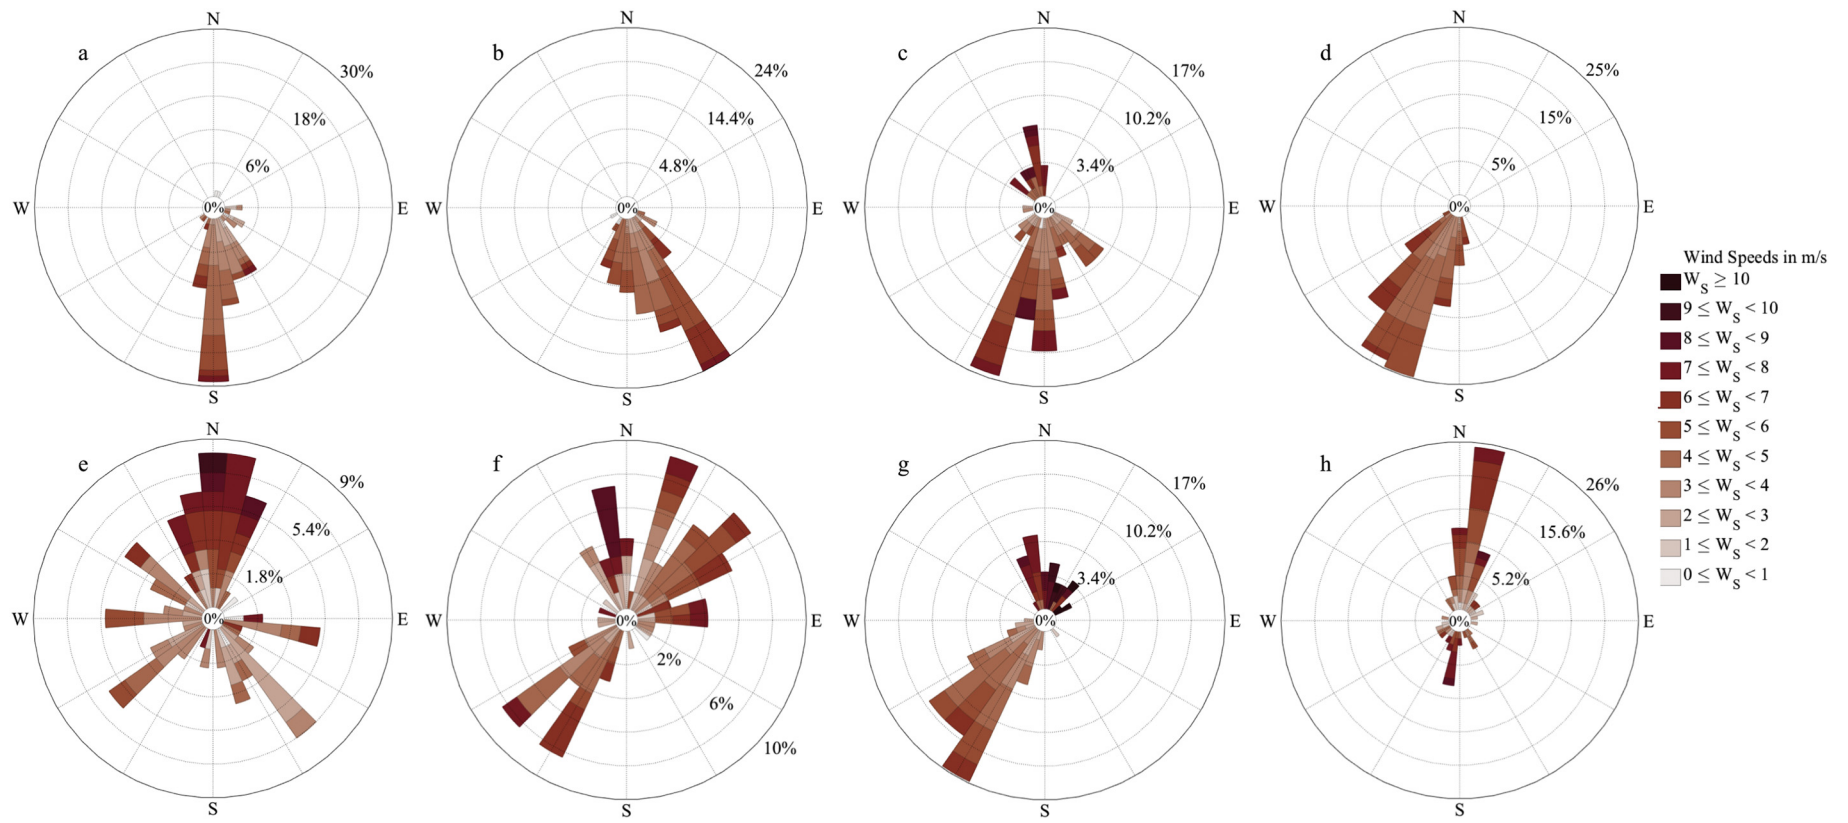 N N N N
a b c d
30% 24% 17% 25%
18% 14.4% 10.2% 15%
6% 4.8% 3.4% 5%
W 0% E W 0% E W 0% E W 0% E
S S S S
Wind Speeds in m/s
W_S ≥ 10
9 ≤ W_S < 10
8 ≤ W_S < 9
7 ≤ W_S < 8
6 ≤ W_S < 7
5 ≤ W_S < 6
4 ≤ W_S < 5
3 ≤ W_S < 4
2 ≤ W_S < 3
1 ≤ W_S < 2
0 ≤ W_S < 1
N N N N
e f g h
9% 17% 26%
5.4% 10.2% 15.6%
1.8% 3.4% 5.2%
W 0% E W 0% E W 0% E W 0% E
2%
6%
10%
S S S S